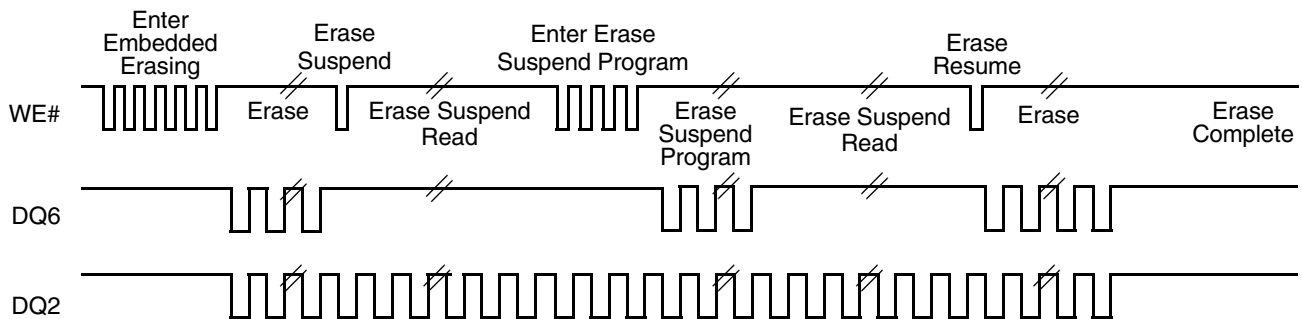 Enter
Embedded
Erasing
Erase
Suspend
Enter Erase
Suspend Program
Erase
Resume
WE#
Erase
Erase Suspend
Read
Erase
Suspend
Program
Erase Suspend
Read
Erase
Erase
Complete
DQ6
DQ2